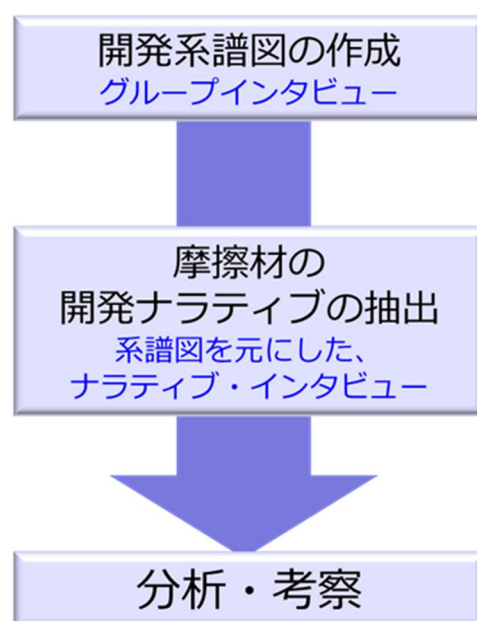 開発系譜図の作成
グループインタビュー
摩擦材の
開発ナラティブの抽出
系譜図を元にした、
ナラティブ・インタビュー
分析・考察